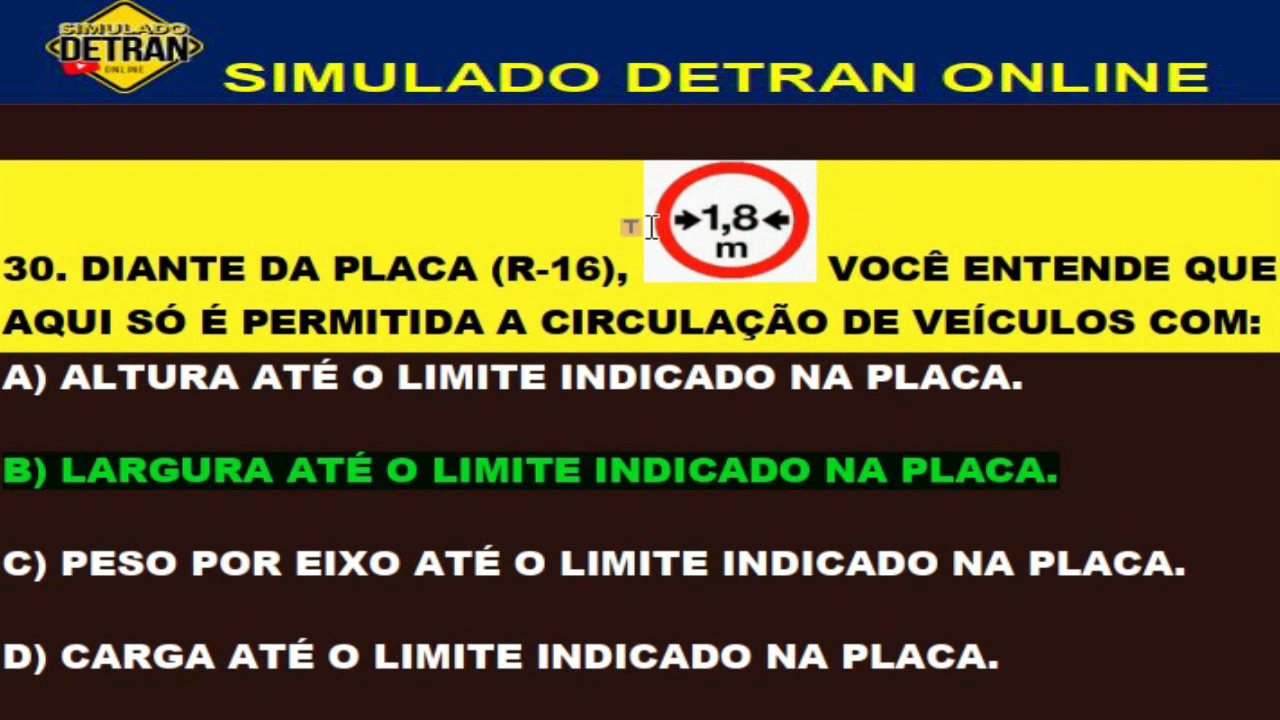 SIMULADO
DETRAN
ONLINE
SIMULADO DETRAN ONLINE
1,8
m
T
30. DIANTE DA PLACA (R-16), VOCÊ ENTENDE QUE
AQUI SÓ É PERMITIDA A CIRCULAÇÃO DE VEÍCULOS COM:
A) ALTURA ATÉ O LIMITE INDICADO NA PLACA.
B) LARGURA ATÉ O LIMITE INDICADO NA PLACA.
C) PESO POR EIXO ATÉ O LIMITE INDICADO NA PLACA.
D) CARGA ATÉ O LIMITE INDICADO NA PLACA.